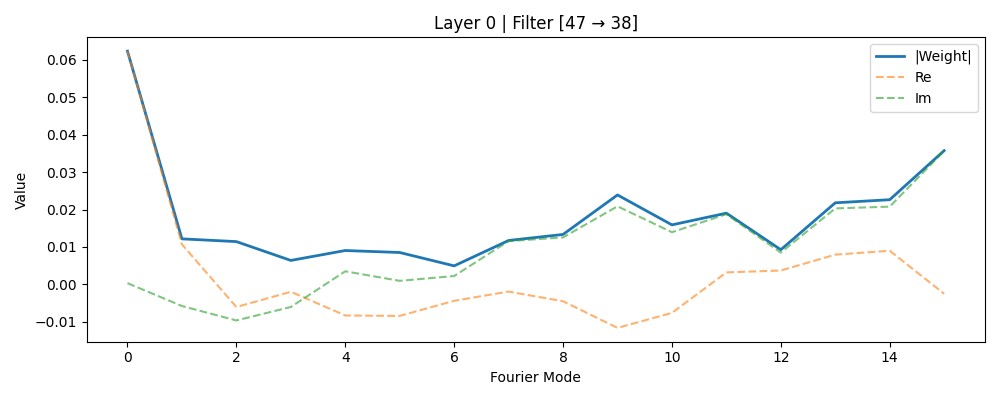 Layer 0 | Filter [47 → 38]
|Weight|
Re
Im
Value
0.06
0.05
0.04
0.03
0.02
0.01
0.00
−0.01
0 2 4 6 8 10 12 14
Fourier Mode